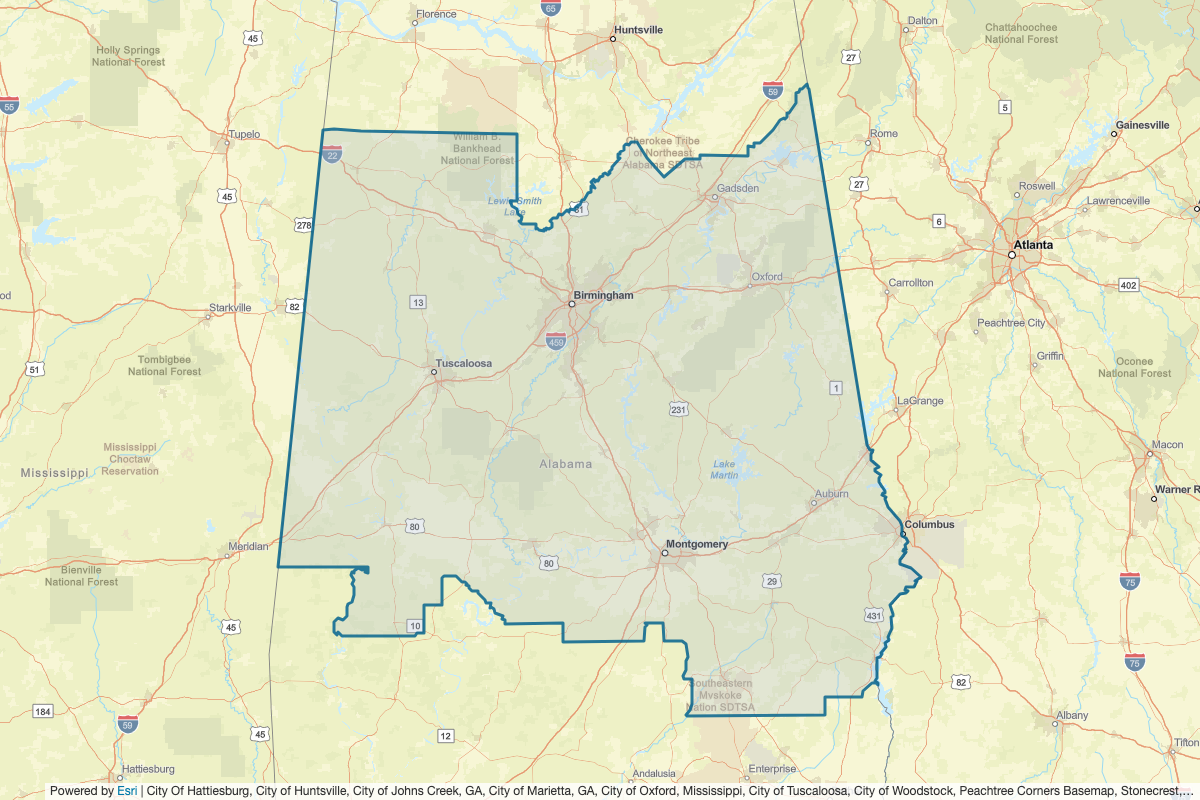 Florence
65
45
Huntsville
Dalton
Chattahoochee
National Forest
Holly Springs
National Forest
27
55
59
5
Gainesville
Tupelo
22
William B.
Bankhead
National Forest
Cherokee Tribe
of Northeast
Alabama SDTSA
Rome
45
278
Lewis Smith
Lake
31
Gadsden
27
Roswell
Lawrenceville
6
Atlanta
Oxford
402
Carrollton
82
Starkville
13
Birmingham
Peachtree City
459
Griffin
51
Tombigbee
National Forest
Tuscaloosa
Oconee
National Forest
1
LaGrange
231
Mississippi
Choctaw
Reservation
Mississippi
Alabama
Lake
Martin
Macon
Auburn
Warner R
80
Columbus
Meridian
Montgomery
80
Bienville
National Forest
29
75
45
10
431
75
82
Southeastern
Mvskoke
Nation SDTSA
184
59
45
12
Albany
Tifton
Hattiesburg
Andalusia
Enterprise
Powered by Esri | City Of Hattiesburg, City of Huntsville, City of Johns Creek, GA, City of Marietta, GA, City of Oxford, Mississippi, City of Tuscaloosa, City of Woodstock, Peachtree Corners Basemap, Stonecrest,...